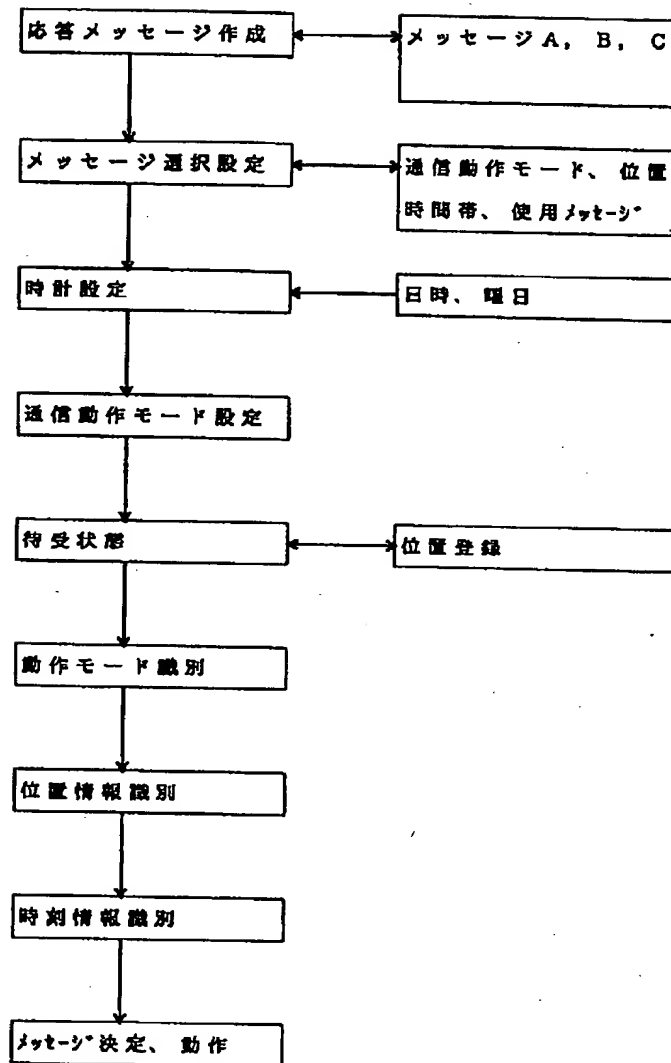 応答メッセージ作成
メッセージA, B, C
メッセージ選択設定
通信動作モード、位置
時間帯、使用メッセージ
時計設定
日時、曜日
通信動作モード設定
待受状態
位置登録
動作モード識別
位置情報識別
時刻情報識別
メッセージ決定、動作